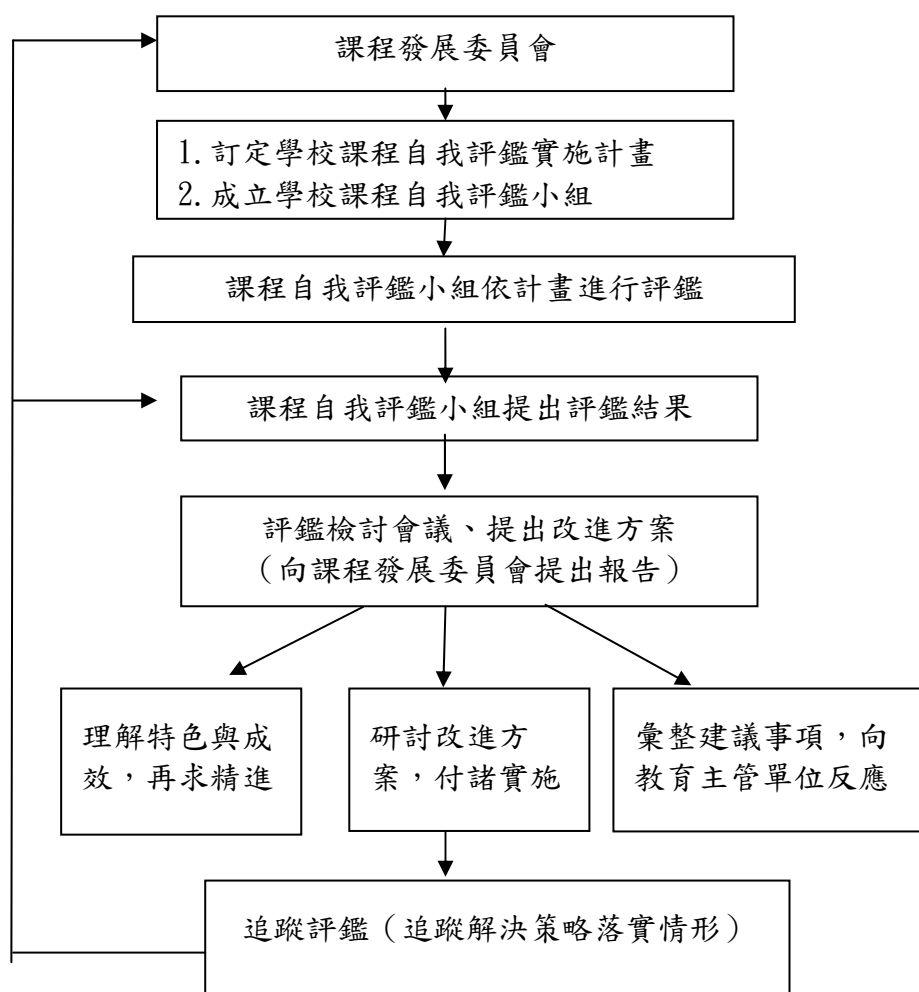 課程發展委員會
1.訂定學校課程自我評鑑實施計畫
2.成立學校課程自我評鑑小組
課程自我評鑑小組依計畫進行評鑑
課程自我評鑑小組提出評鑑結果
評鑑檢討會議、提出改進方案
（向課程發展委員會提出報告）
理解特色與成
效，再求精進
研討改進方
案，付諸實施
彙整建議事項，向
教育主管單位反應
追蹤評鑑（追蹤解決策略落實情形）